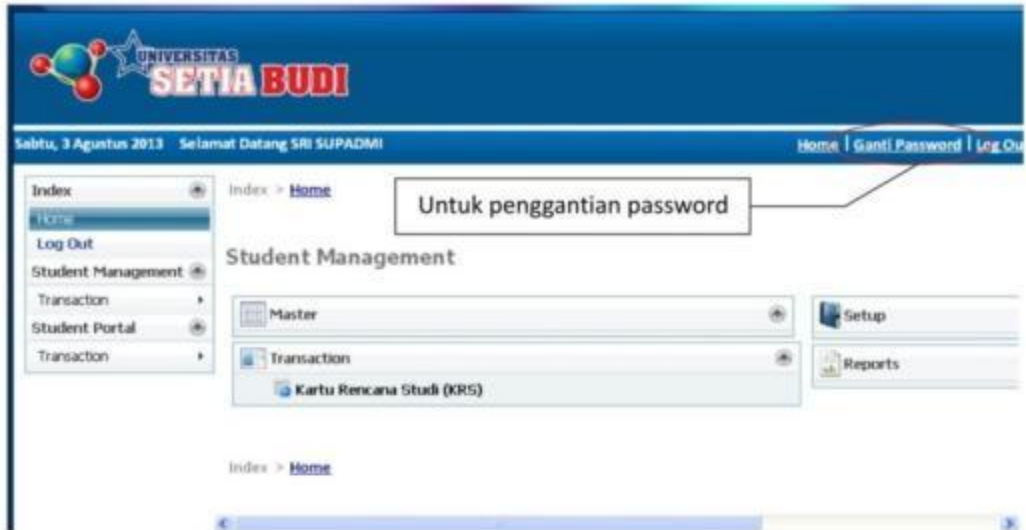 UNIVERSITAS
SETIA BUDI
Sabtu, 3 Agustus 2013 Selamat Datang SRI SUPADMI
Home | Ganti Password | Log Ou
Index
Home
Log Out
Student Management
Transaction
Student Portal
Transaction
Index > Home
Untuk penggantian password
Student Management
Master
Transaction
Kartu Rencana Studi (KRS)
Setup
Reports
Index > Home